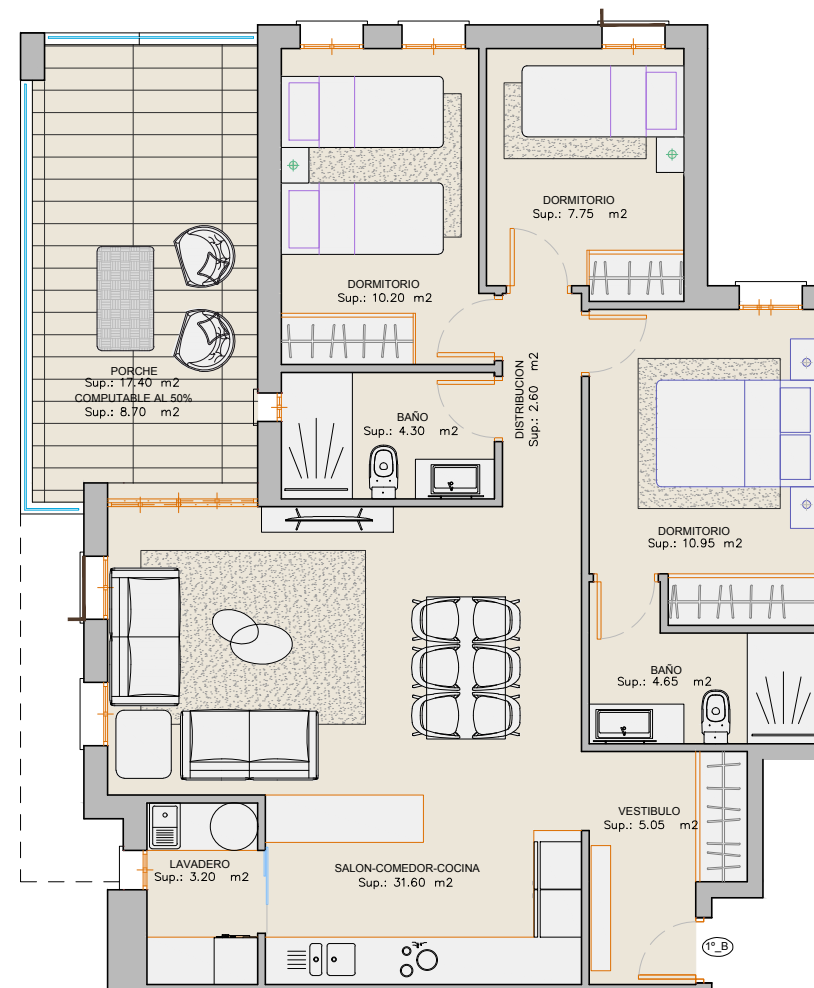 DORMITORIO
Sup.: 7.75 m2
DORMITORIO
Sup.: 10.20 m2
PORCHE
Sup.: 17.40 m2
COMPUTABLE AL 50%
Sup.: 8.70 m2
BAÑO
Sup.: 4.30 m2
DISTRIBUCION
Sup.: 2.60 m2
DORMITORIO
Sup.: 10.95 m2
BAÑO
Sup.: 4.65 m2
VESTIBULO
Sup.: 5.05 m2
LAVADERO
Sup.: 3.20 m2
SALON-COMEDOR-COCINA
Sup.: 31.60 m2
1º_B